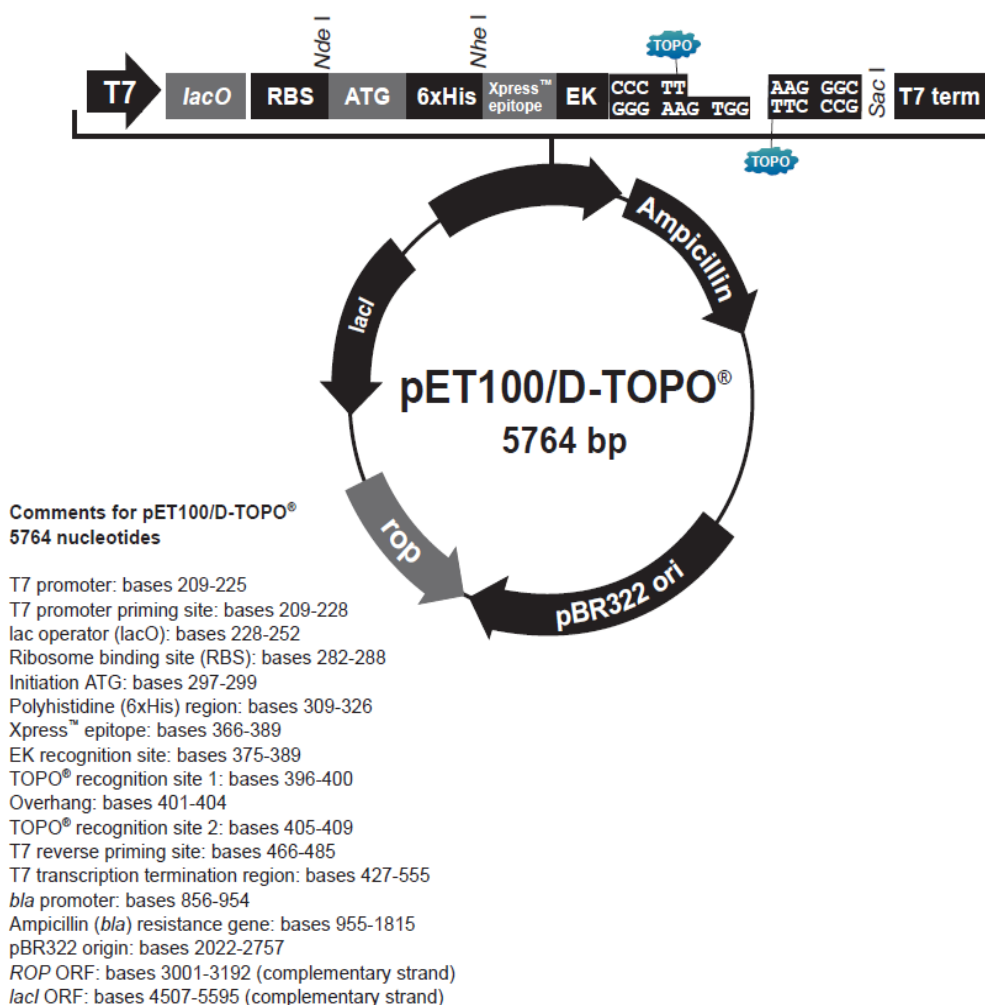 Nde I
Nhe I
TOPO
T7
lacO
RBS
ATG
6xHis
Xpress™
epitope
EK
CCC TT
GGG AAG TGG
AAG GGC
TTC CCG
Sac I
T7 term
TOPO
Ampicillin
lacI
pET100/D-TOPO®
5764 bp
rop
pBR322 ori
Comments for pET100/D-TOPO®
5764 nucleotides
T7 promoter: bases 209-225
T7 promoter priming site: bases 209-228
lac operator (lacO): bases 228-252
Ribosome binding site (RBS): bases 282-288
Initiation ATG: bases 297-299
Polyhistidine (6xHis) region: bases 309-326
Xpress™ epitope: bases 366-389
EK recognition site: bases 375-389
TOPO® recognition site 1: bases 396-400
Overhang: bases 401-404
TOPO® recognition site 2: bases 405-409
T7 reverse priming site: bases 466-485
T7 transcription termination region: bases 427-555
bla promoter: bases 856-954
Ampicillin (bla) resistance gene: bases 955-1815
pBR322 origin: bases 2022-2757
ROP ORF: bases 3001-3192 (complementary strand)
lacI ORF: bases 4507-5595 (complementary strand)